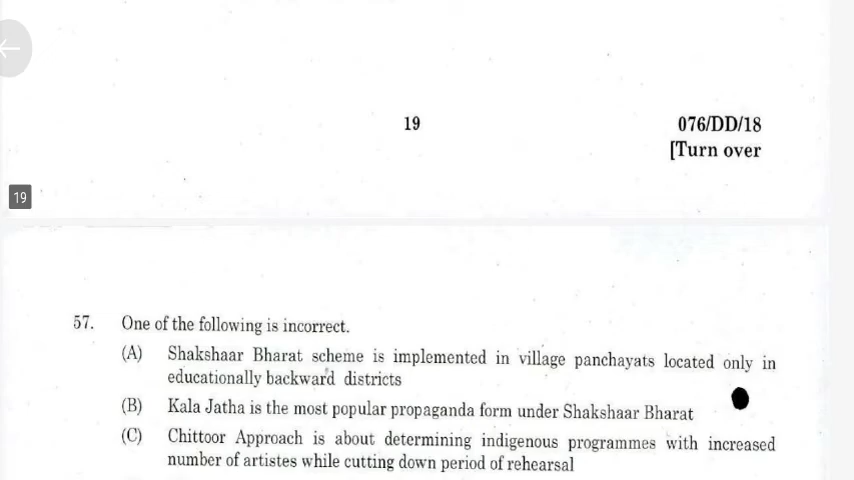 19
076/DD/18
[Turn over
19
57. One of the following is incorrect.
(A) Shakshaar Bharat scheme is implemented in village panchayats located only in
educationally backward districts
(B) Kala Jatha is the most popular propaganda form under Shakshaar Bharat
(C) Chittoor Approach is about determining indigenous programmes with increased
number of artistes while cutting down period of rehearsal